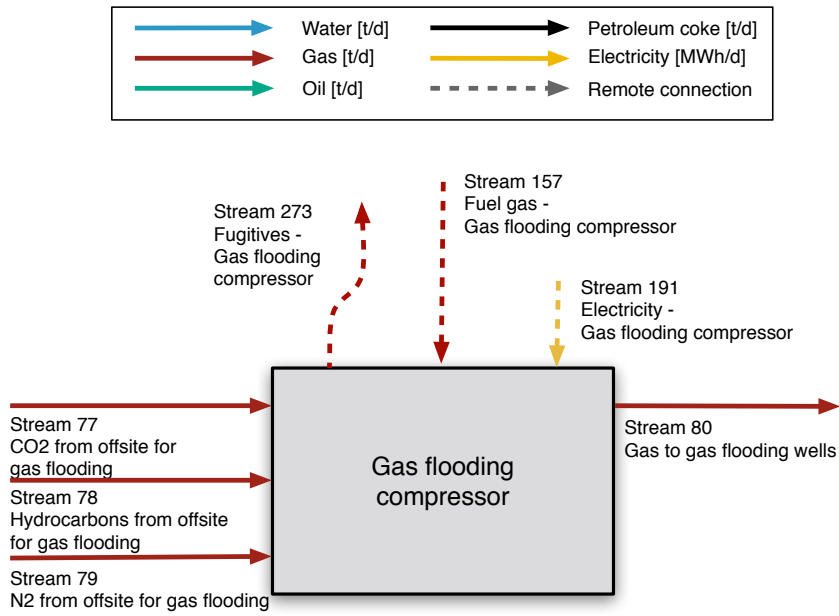 Water [t/d]
Gas [t/d]
Oil [t/d]
Petroleum coke [t/d]
Electricity [MWh/d]
Remote connection
Stream 273
Fugitives -
Gas flooding
compressor
Stream 157
Fuel gas -
Gas flooding compressor
Stream 191
Electricity -
Gas flooding compressor
Stream 77
CO2 from offsite for
gas flooding
Stream 78
Hydrocarbons from offsite
for gas flooding
Stream 79
N2 from offsite for gas flooding
Gas flooding
compressor
Stream 80
Gas to gas flooding wells